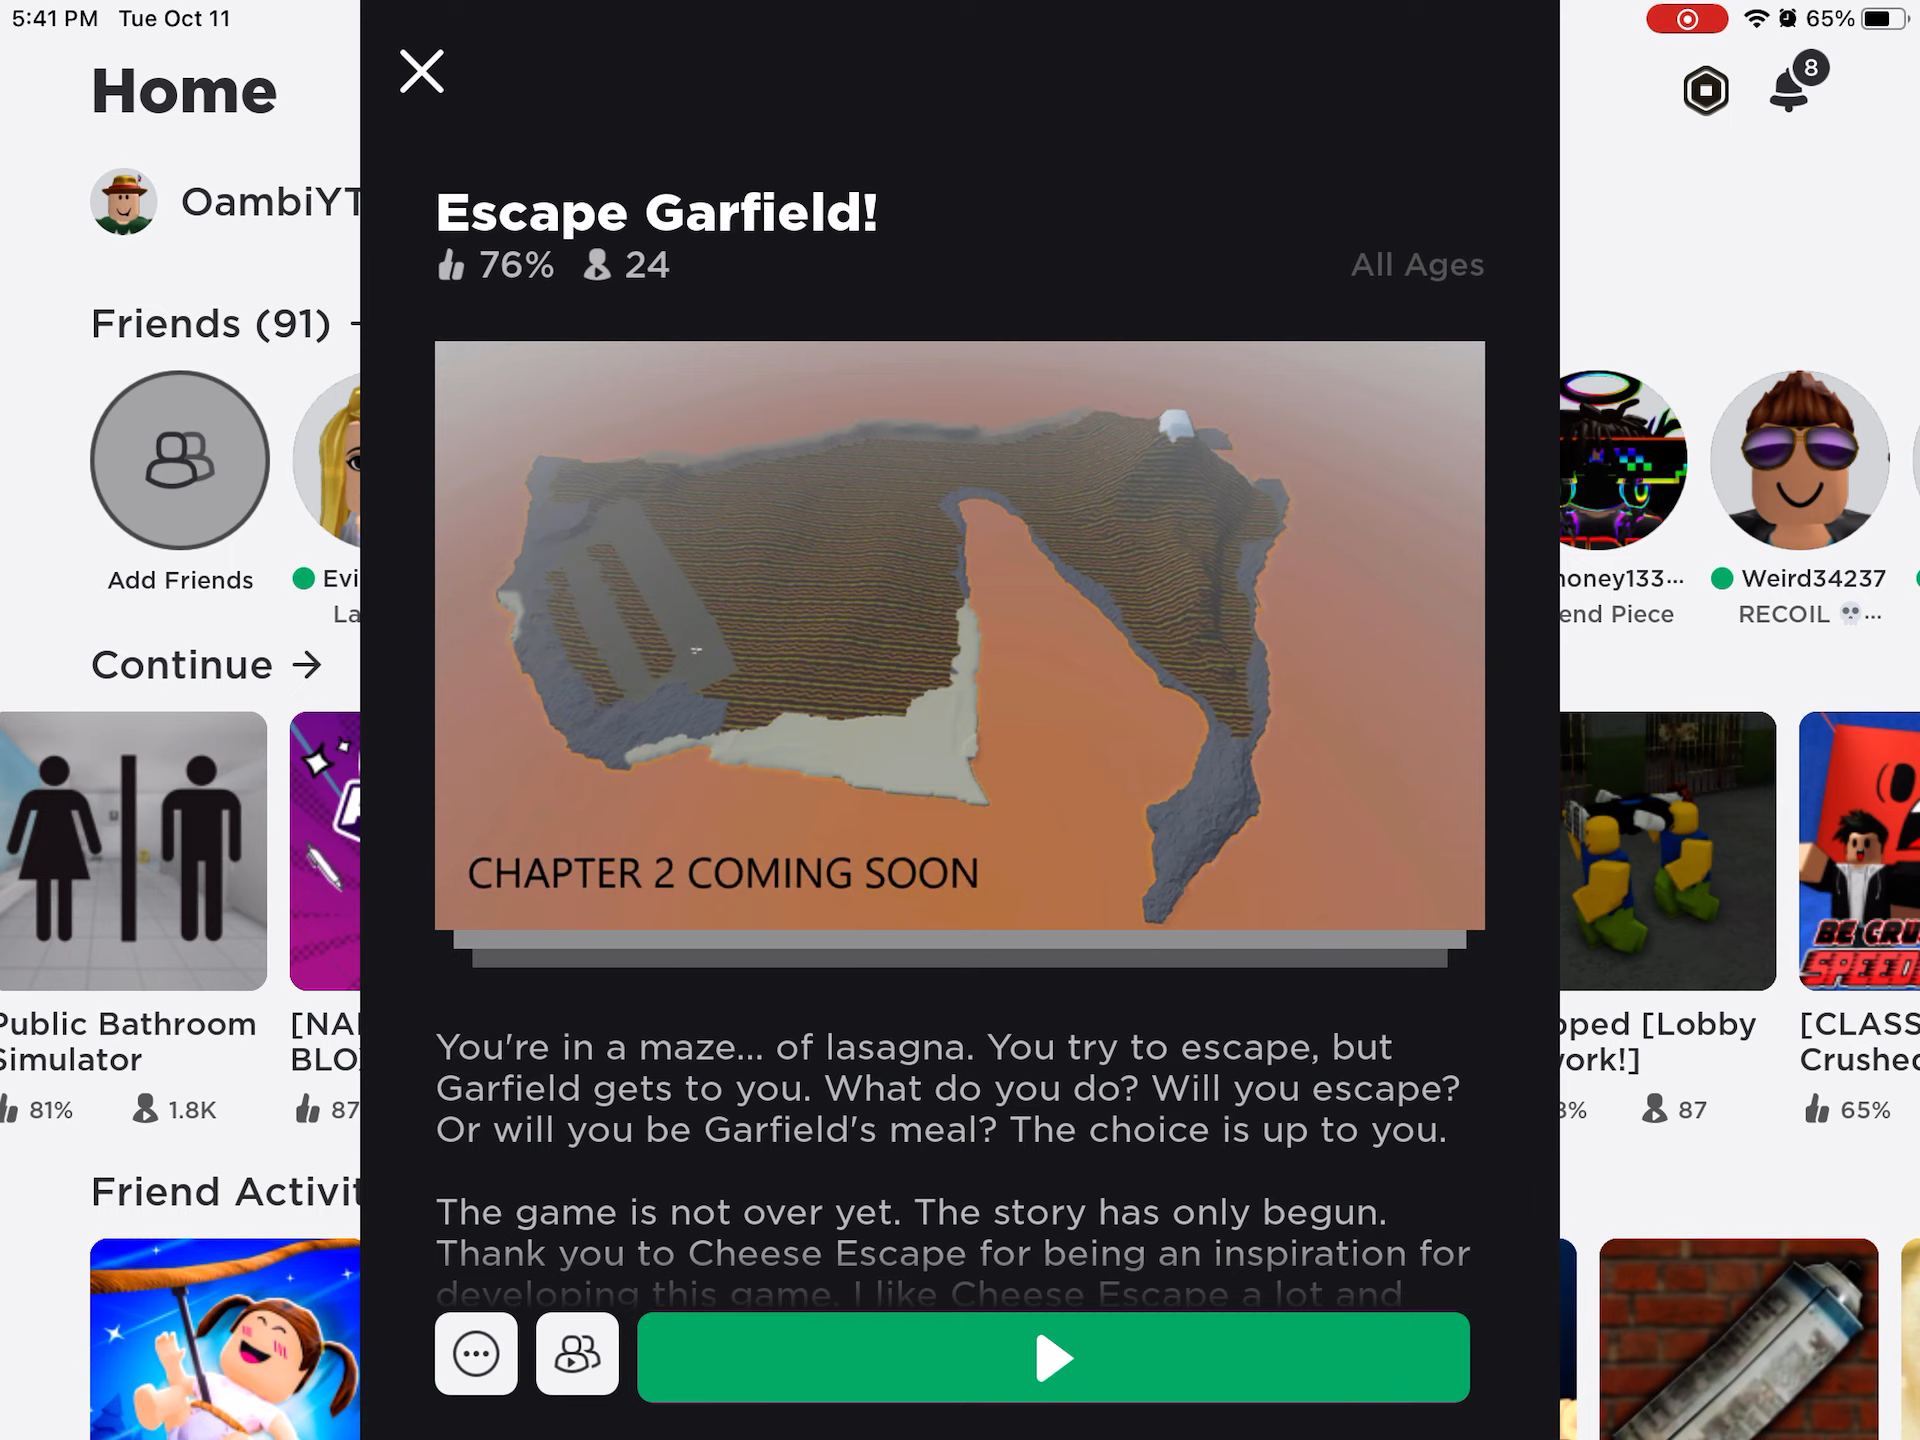 5:41 PM Tue Oct 11
65%
Home
8
OambiYT
Escape Garfield!
76% 24
All Ages
Friends (91)
Add Friends
Weird34237
end Piece
RECOIL 💀...
Continue →
CHAPTER 2 COMING SOON
BE CRU
SPEED
Public Bathroom
Simulator
81% 1.8K
[NA
BLO
87
pped [Lobby
work!]
87
[CLASS
Crushed
65%
You're in a maze... of lasagna. You try to escape, but
Garfield gets to you. What do you do? Will you escape?
Or will you be Garfield's meal? The choice is up to you.
The game is not over yet. The story has only begun.
Thank you to Cheese Escape for being an inspiration for
developing this game. I like Cheese Escape a lot and
Friend Activit